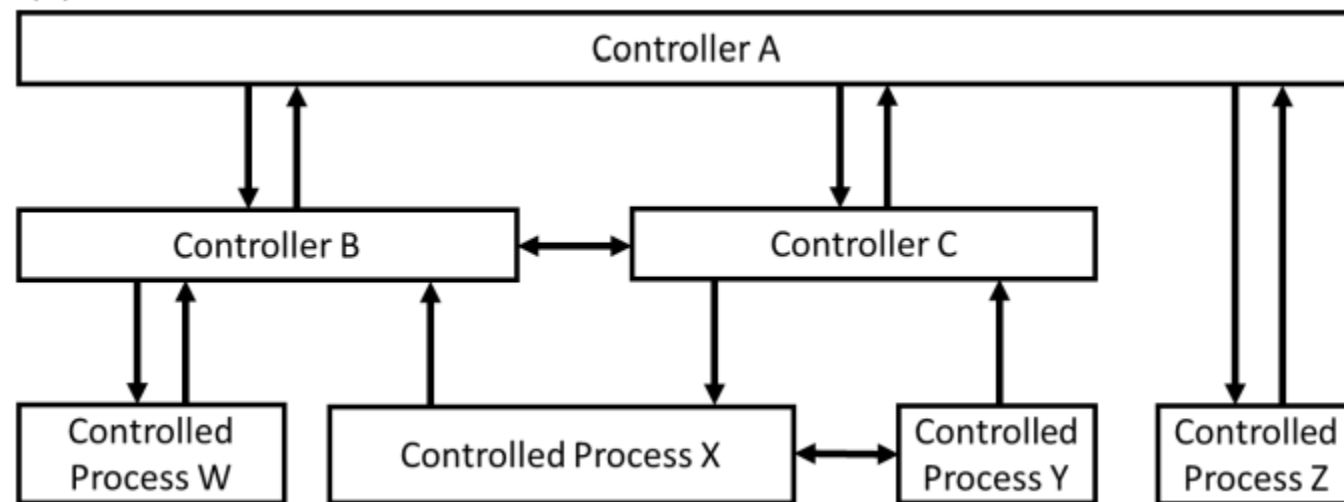 Controller A
Controller B
Controller C
Controlled
Process W
Controlled Process X
Controlled
Process Y
Controlled
Process Z